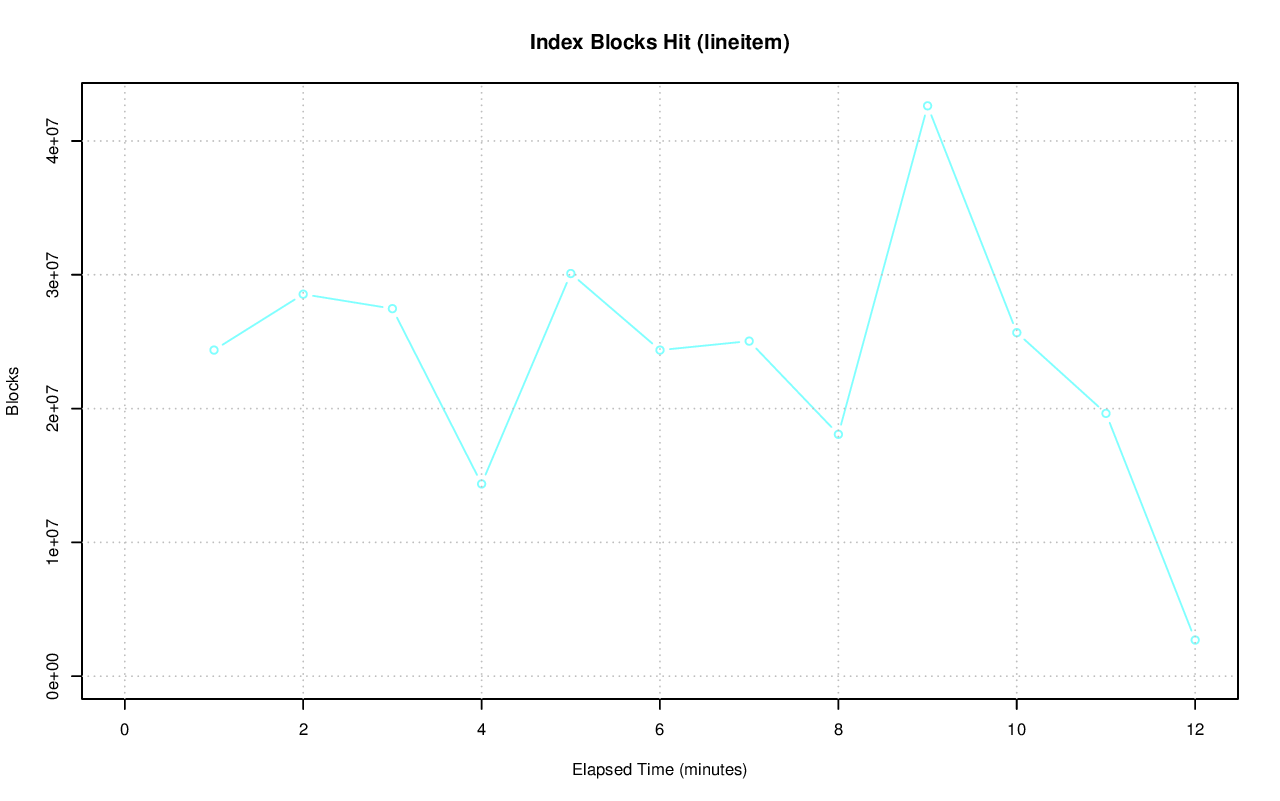 Index Blocks Hit (lineitem)
Blocks
4e+07
3e+07
2e+07
1e+07
0e+00
0 2 4 6 8 10 12
Elapsed Time (minutes)